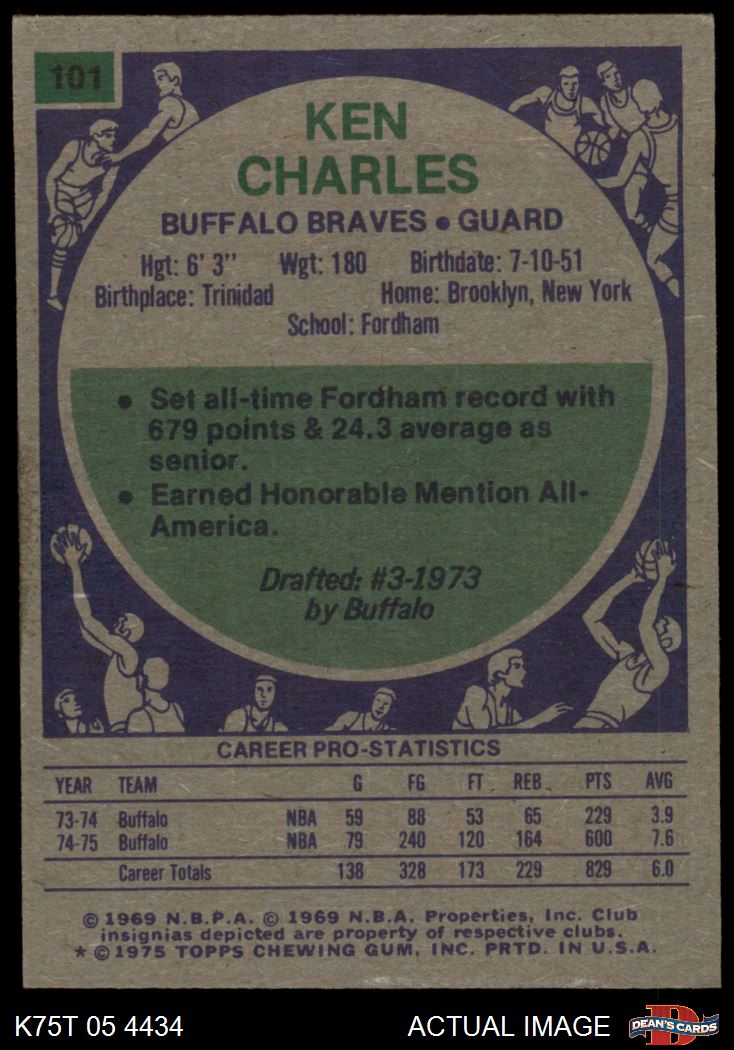 101
KEN
CHARLES
BUFFALO BRAVES • GUARD
Hgt: 6' 3" Wgt: 180 Birthdate: 7-10-51
Birthplace: Trinidad Home: Brooklyn, New York
School: Fordham
• Set all-time Fordham record with
679 points & 24.3 average as
senior.
• Earned Honorable Mention All-
America.
Drafted: #3-1973
by Buffalo
CAREER PRO-STATISTICS
YEAR TEAM G FG FT REB. PTS AVG
73-74 Buffalo NBA 59 88 53 65 229 3.9
74-75 Buffalo NBA 79 240 120 164 600 7.6
Career Totals 138 328 173 229 829 6.0
© 1969 N.B.P.A. © 1969 N.B.A. Properties, Inc. Club
insignias depicted are property of respective clubs.
* © 1975 TOPPS CHEWING GUM, INC. PRTD. IN U.S.A.
K75T 05 4434 ACTUAL IMAGE D DEAN'S CARDS